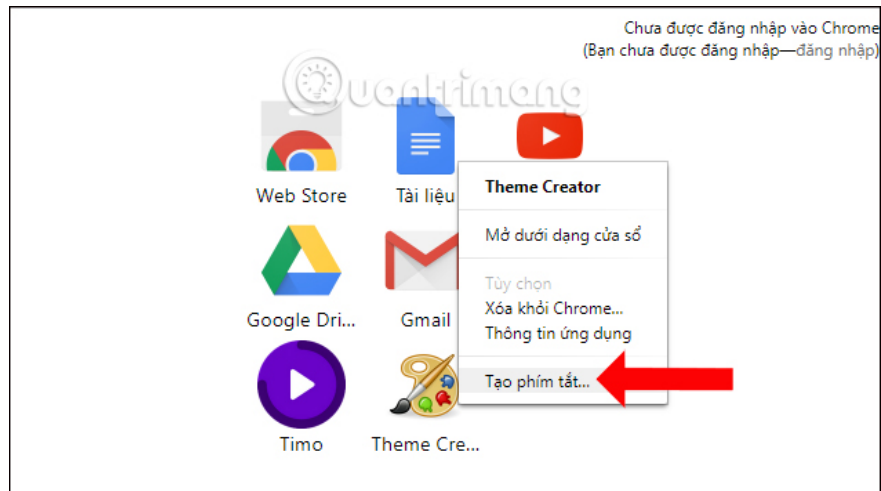 Chưa được đăng nhập vào Chrome
(Bạn chưa được đăng nhập—đăng nhập)
Quantrimang
Web Store
Tài liệu
Theme Creator
Mở dưới dạng cửa sổ
Tùy chọn
Xóa khỏi Chrome...
Thông tin ứng dụng
Tạo phím tắt...
Google Dri...
Gmail
Timo
Theme Cre...